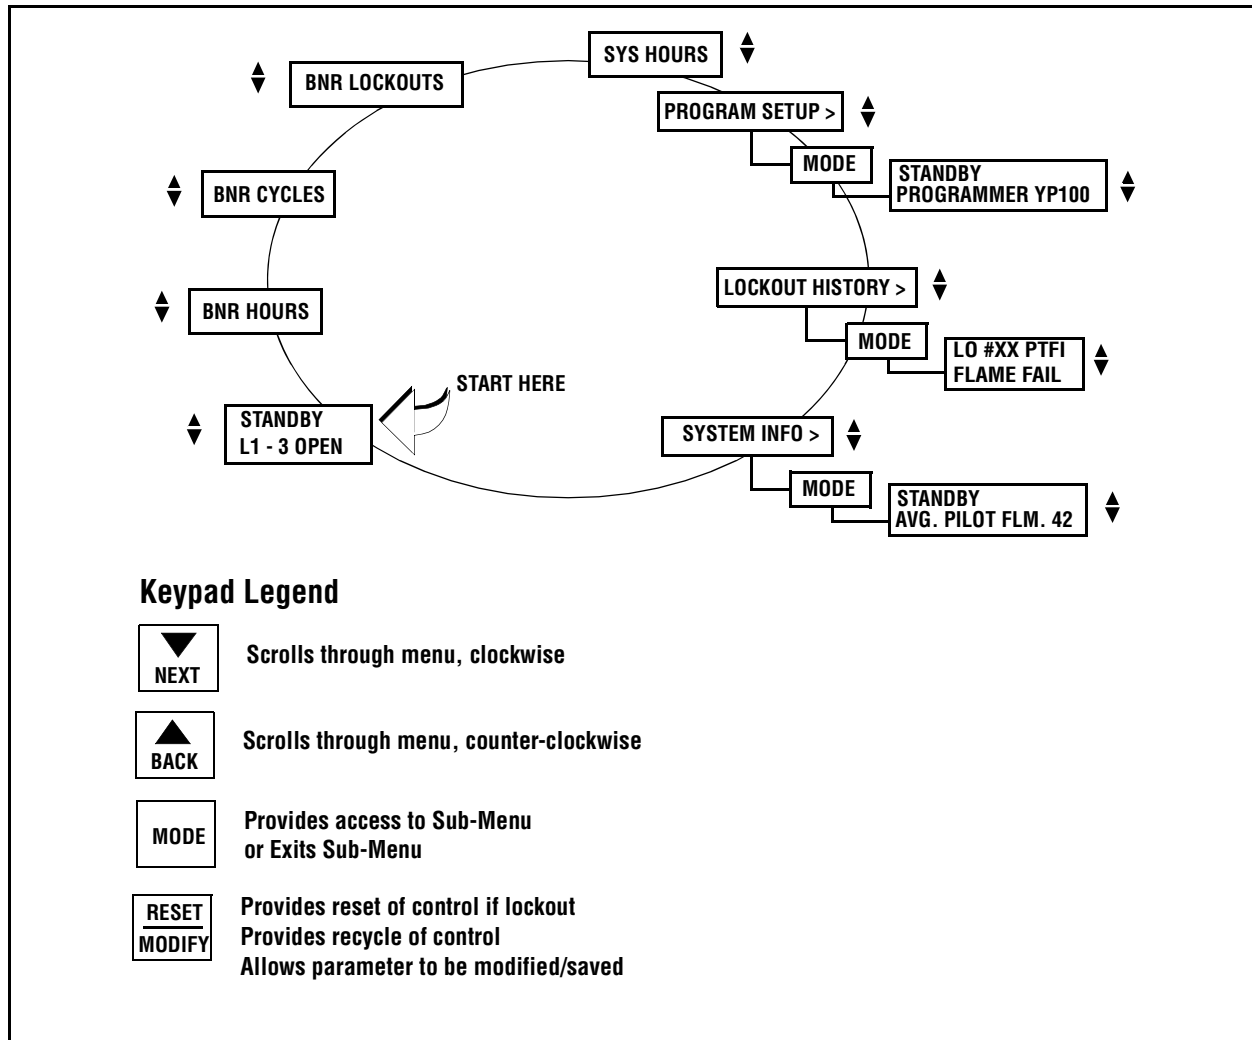 SYS HOURS
BNR LOCKOUTS
PROGRAM SETUP >
MODE
STANDBY
PROGRAMMER YP100
BNR CYCLES
LOCKOUT HISTORY >
BNR HOURS
MODE
LO #XX PTFI
FLAME FAIL
START HERE
STANDBY
L1 - 3 OPEN
SYSTEM INFO >
MODE
STANDBY
AVG. PILOT FLM. 42
Keypad Legend
NEXT
Scrolls through menu, clockwise
BACK
Scrolls through menu, counter-clockwise
MODE
Provides access to Sub-Menu
or Exits Sub-Menu
RESET
MODIFY
Provides reset of control if lockout
Provides recycle of control
Allows parameter to be modified/saved